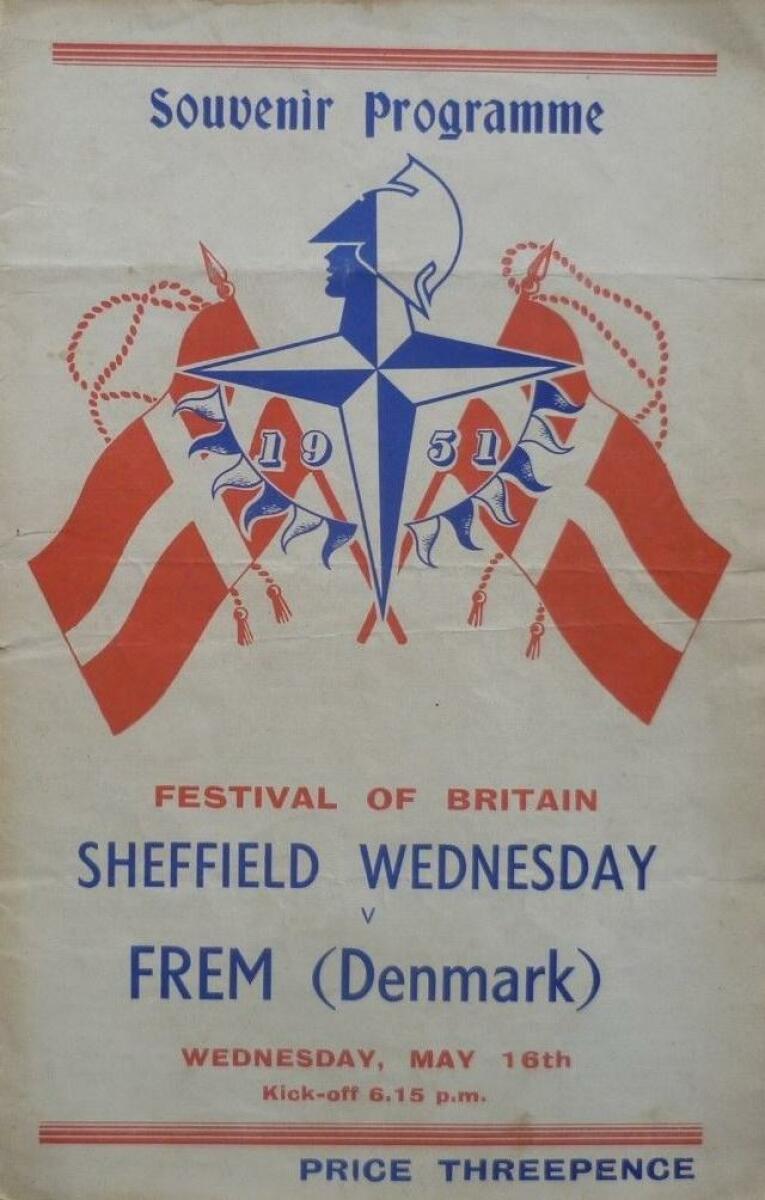 Souvenir Programme
19 51
FESTIVAL OF BRITAIN
SHEFFIELD WEDNESDAY
v
FREM (Denmark)
WEDNESDAY, MAY 16th
Kick-off 6.15 p.m.
PRICE THREEPENCE